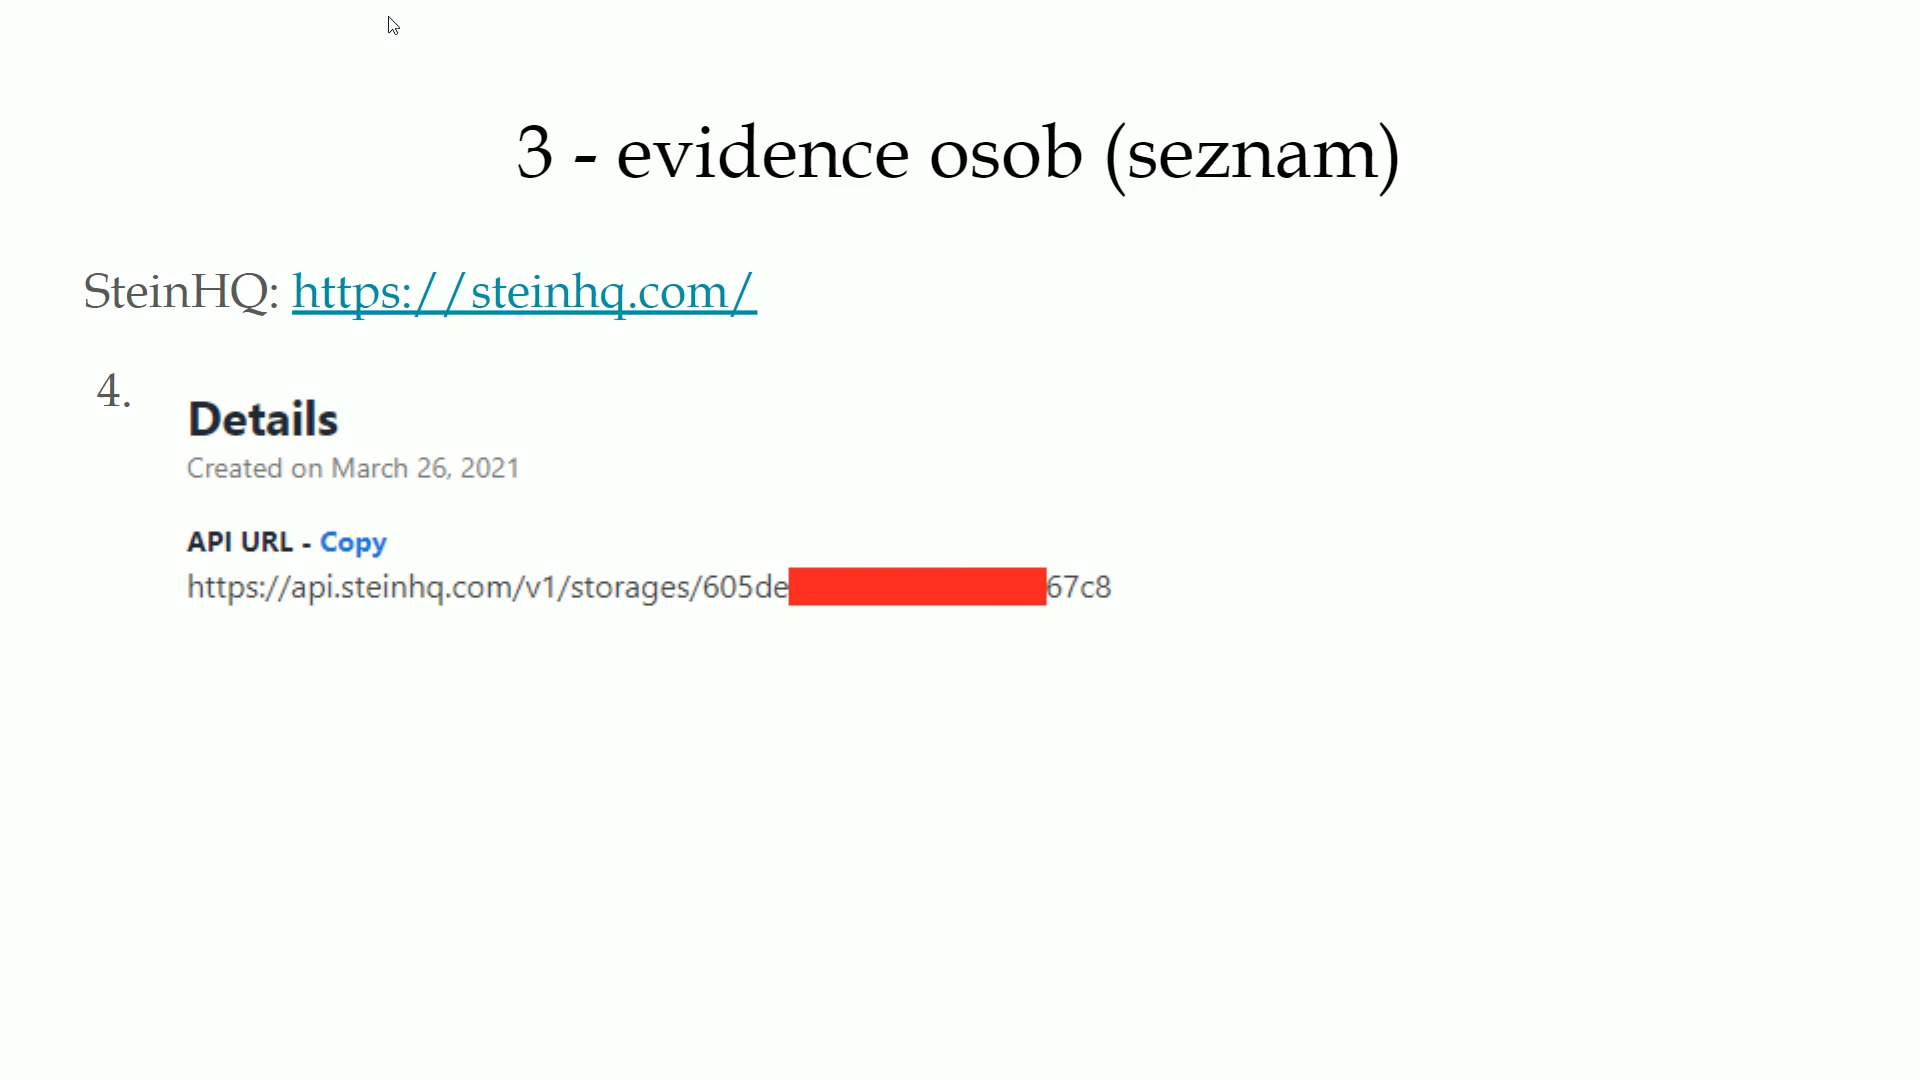 3 - evidence osob (seznam)
SteinHQ: https://steinhq.com/
4.
Details
Created on March 26, 2021
API URL - Copy
https://api.steinhq.com/v1/storages/605de 67c8